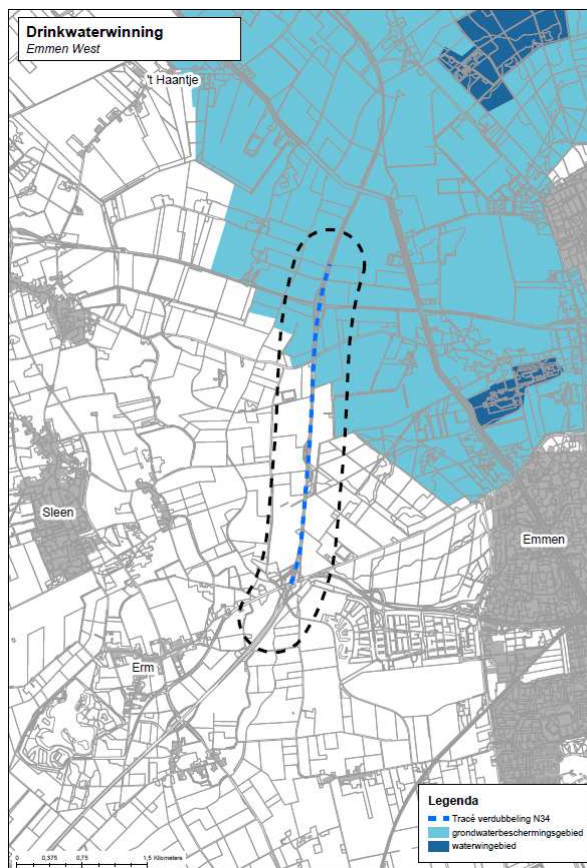 Drinkwaterwinning
Emmen West
't Haantje
Sleen
Emmen
Erm
Legenda
Tracé verdubbeling N34
grondwaterbeschermingsgebied
waterwingebied
0 0,375 0,75 1,5 Kilometers